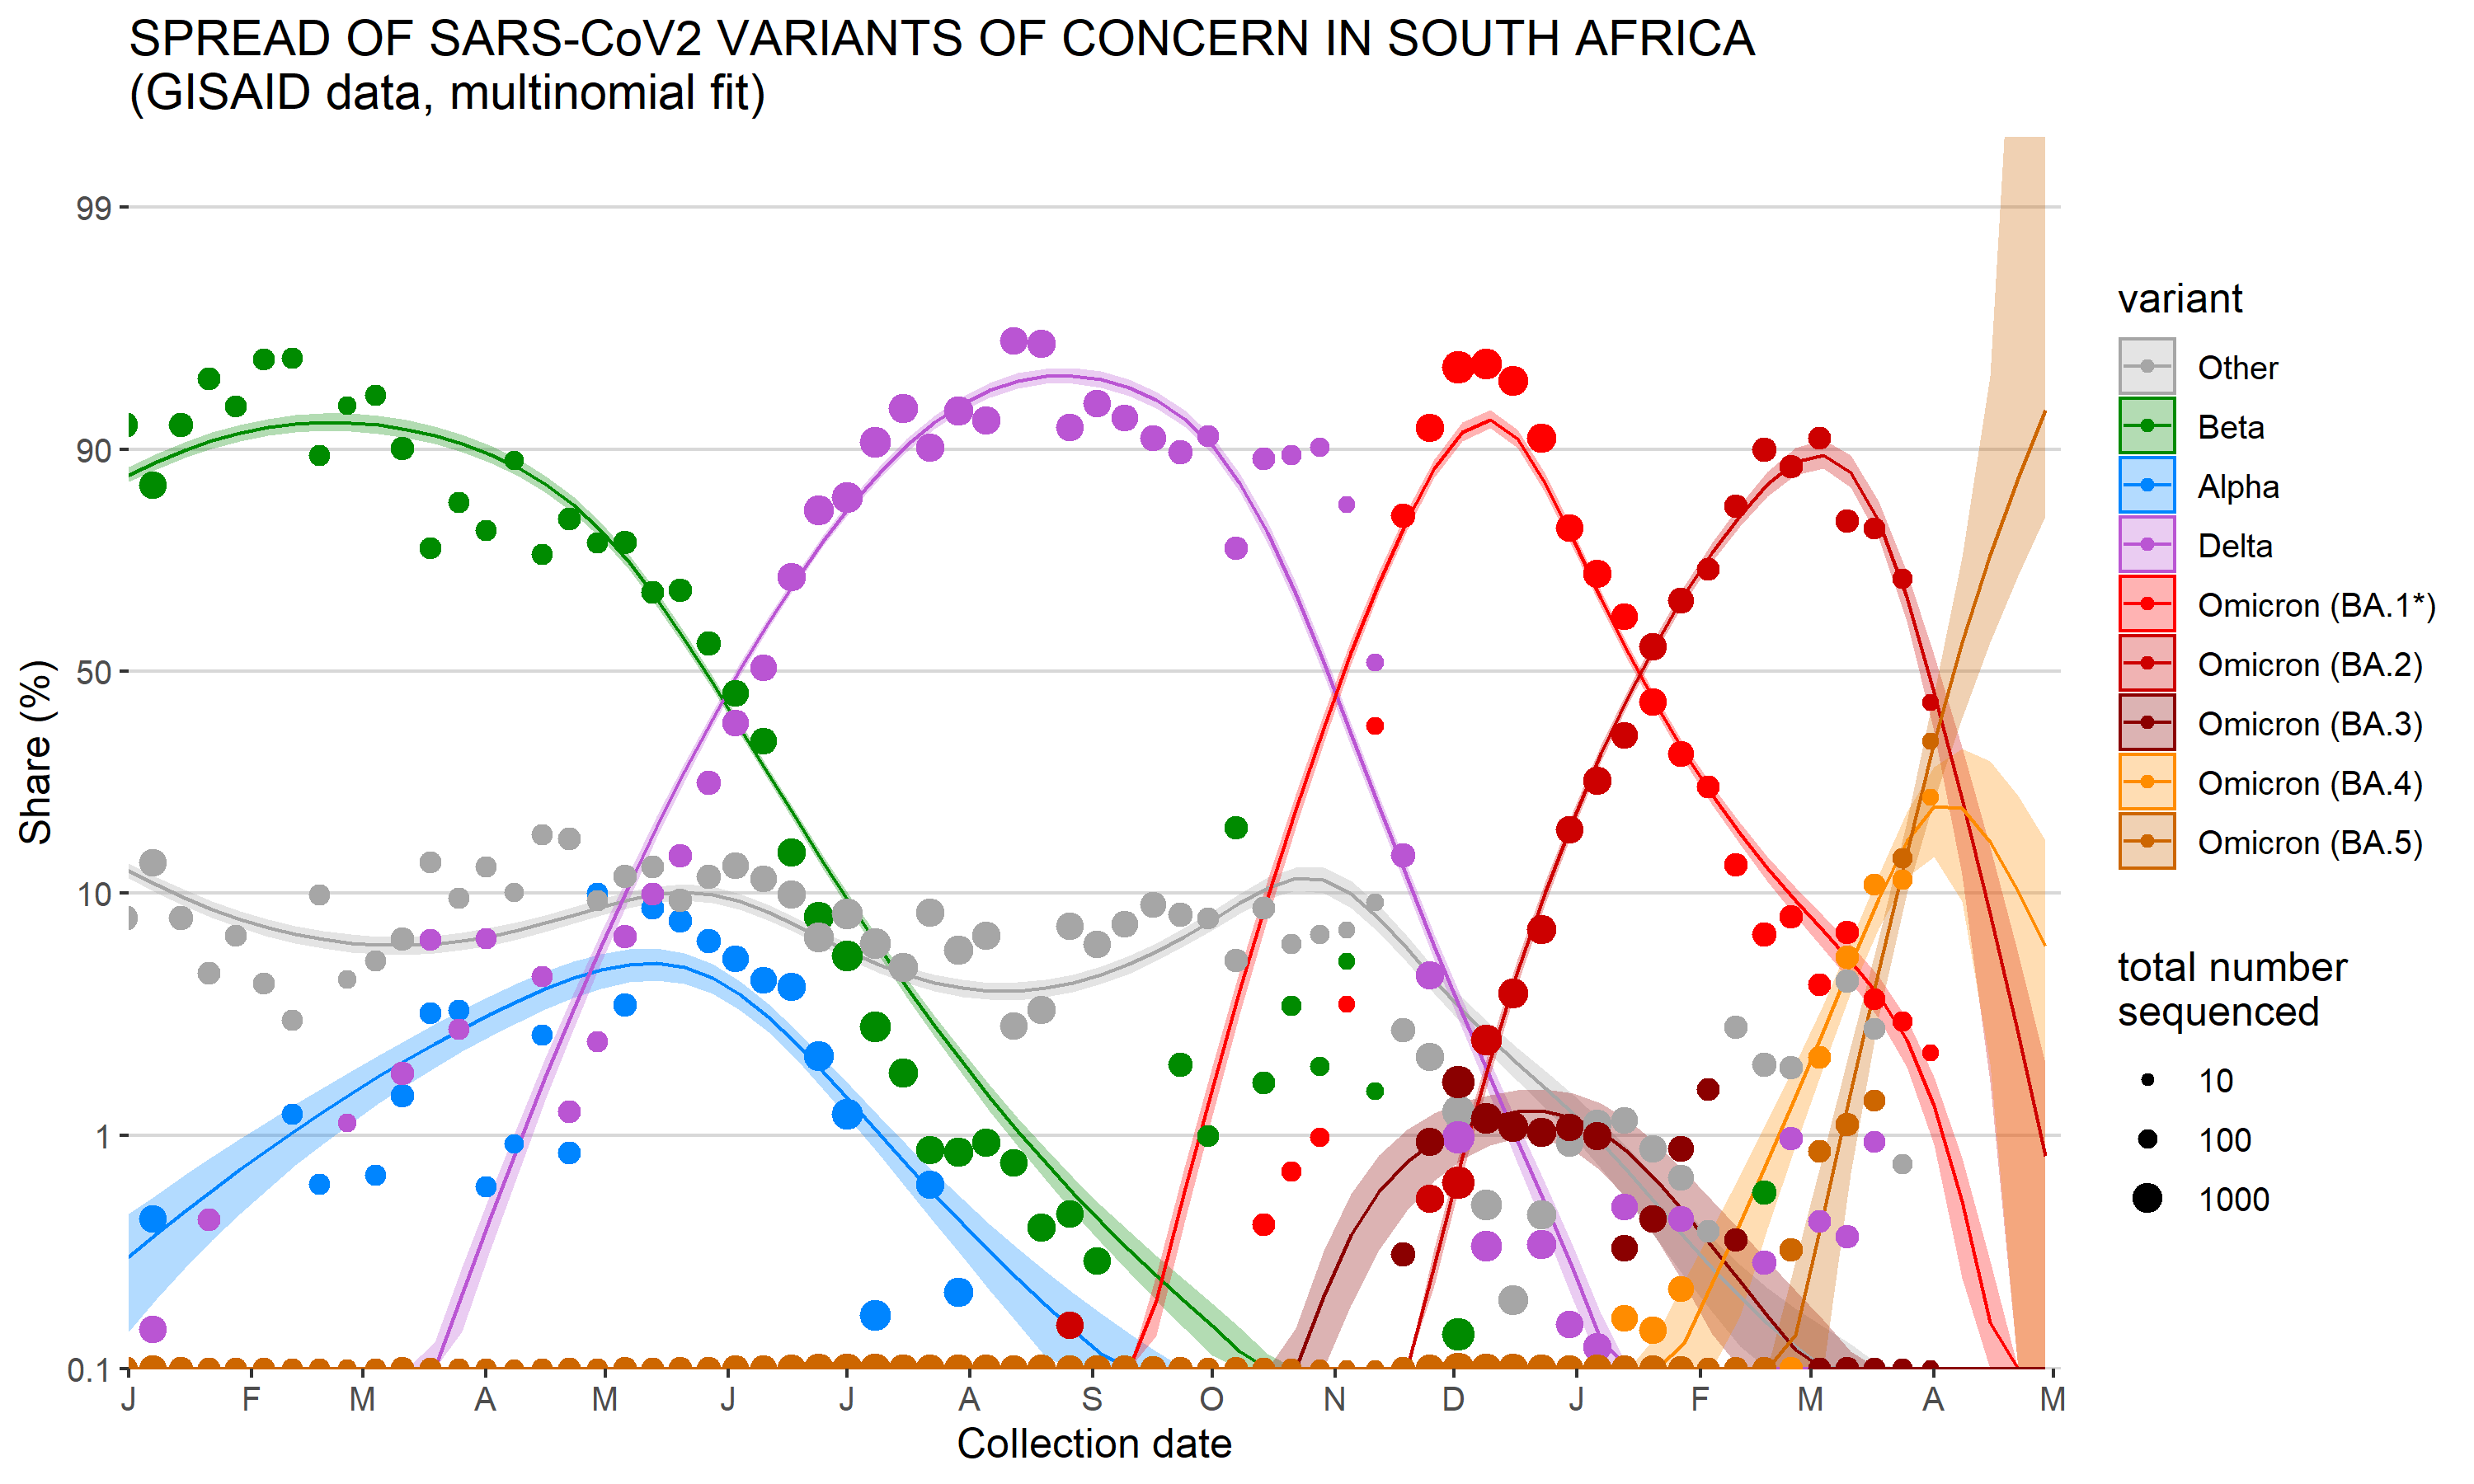 SPREAD OF SARS-CoV2 VARIANTS OF CONCERN IN SOUTH AFRICA
(GISAID data, multinomial fit)
Share (%)
99
90
50
10
1
0.1
J F M A M J J A S O N D J F M A M
Collection date
variant
Other
Beta
Alpha
Delta
Omicron (BA.1*)
Omicron (BA.2)
Omicron (BA.3)
Omicron (BA.4)
Omicron (BA.5)
total number
sequenced
10
100
1000